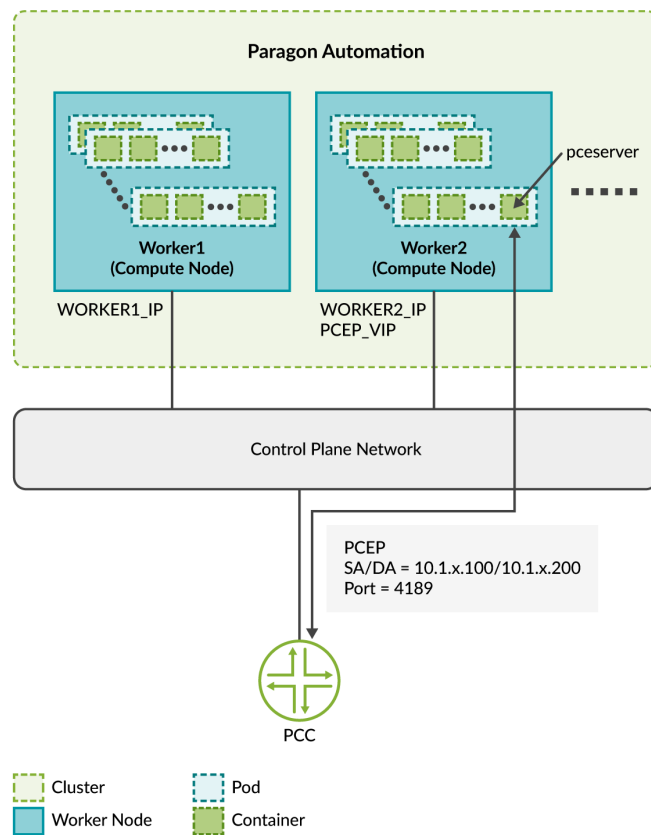 Paragon Automation
pceserver
Worker1
(Compute Node)
Worker2
(Compute Node)
WORKER1_IP
WORKER2_IP
PCEP_VIP
Control Plane Network
PCEP
SA/DA = 10.1.x.100/10.1.x.200
Port = 4189
PCC
Cluster
Pod
Worker Node
Container